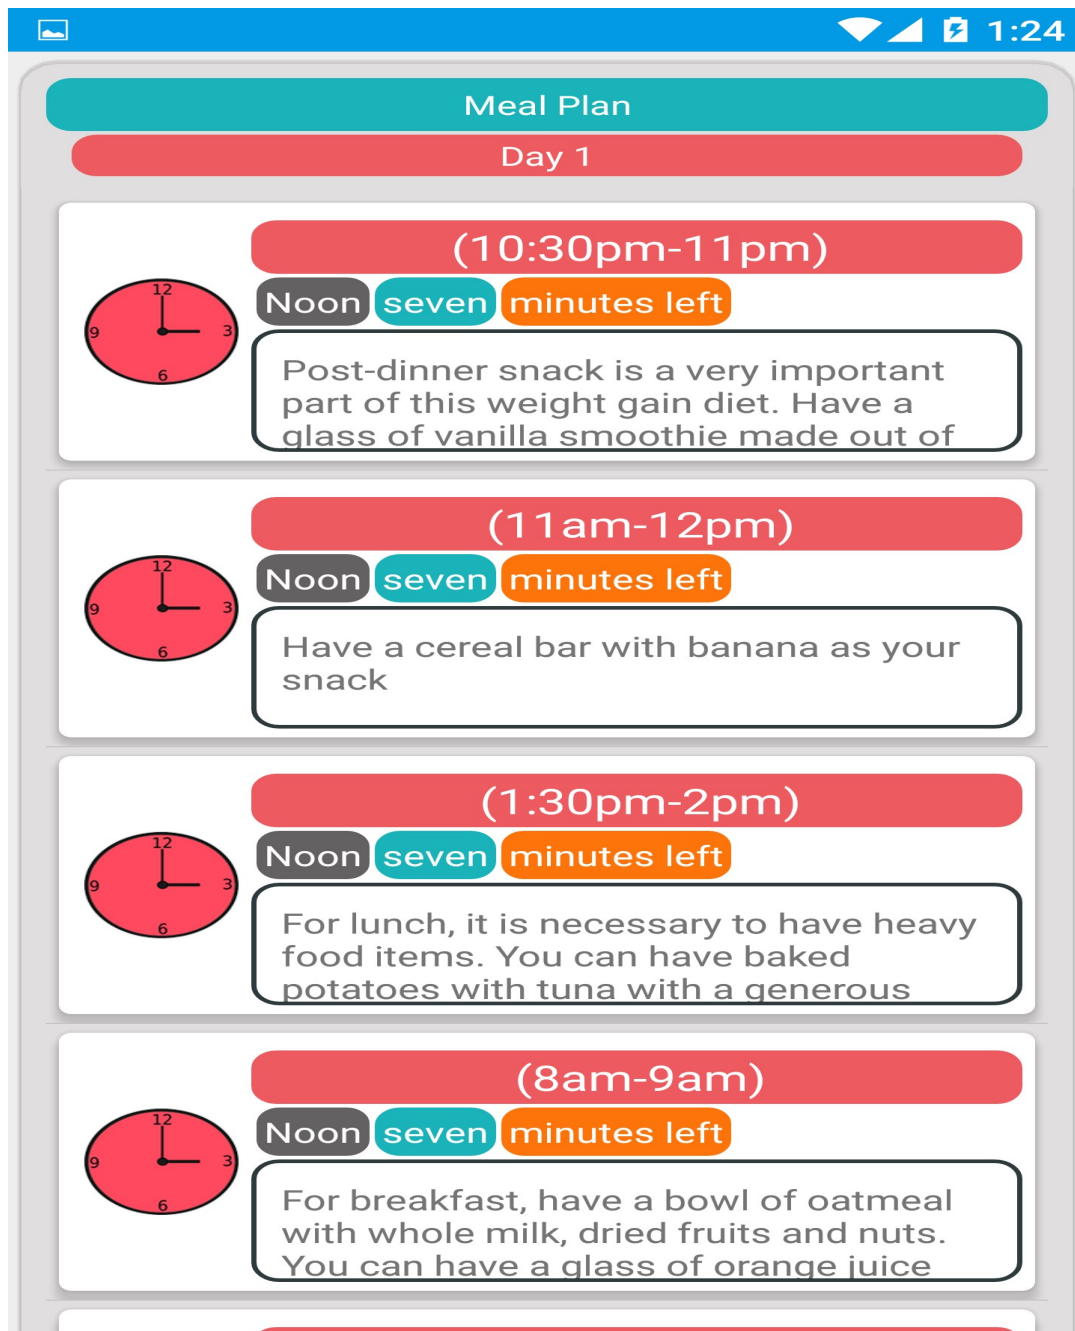 1:24
Meal Plan
Day 1
(10:30pm-11pm)
12
9 3
6
Noon seven minutes left
Post-dinner snack is a very important
part of this weight gain diet. Have a
glass of vanilla smoothie made out of
(11am-12pm)
12
9 3
6
Noon seven minutes left
Have a cereal bar with banana as your
snack
(1:30pm-2pm)
12
9 3
6
Noon seven minutes left
For lunch, it is necessary to have heavy
food items. You can have baked
potatoes with tuna with a generous
(8am-9am)
12
9 3
6
Noon seven minutes left
For breakfast, have a bowl of oatmeal
with whole milk, dried fruits and nuts.
You can have a glass of orange juice